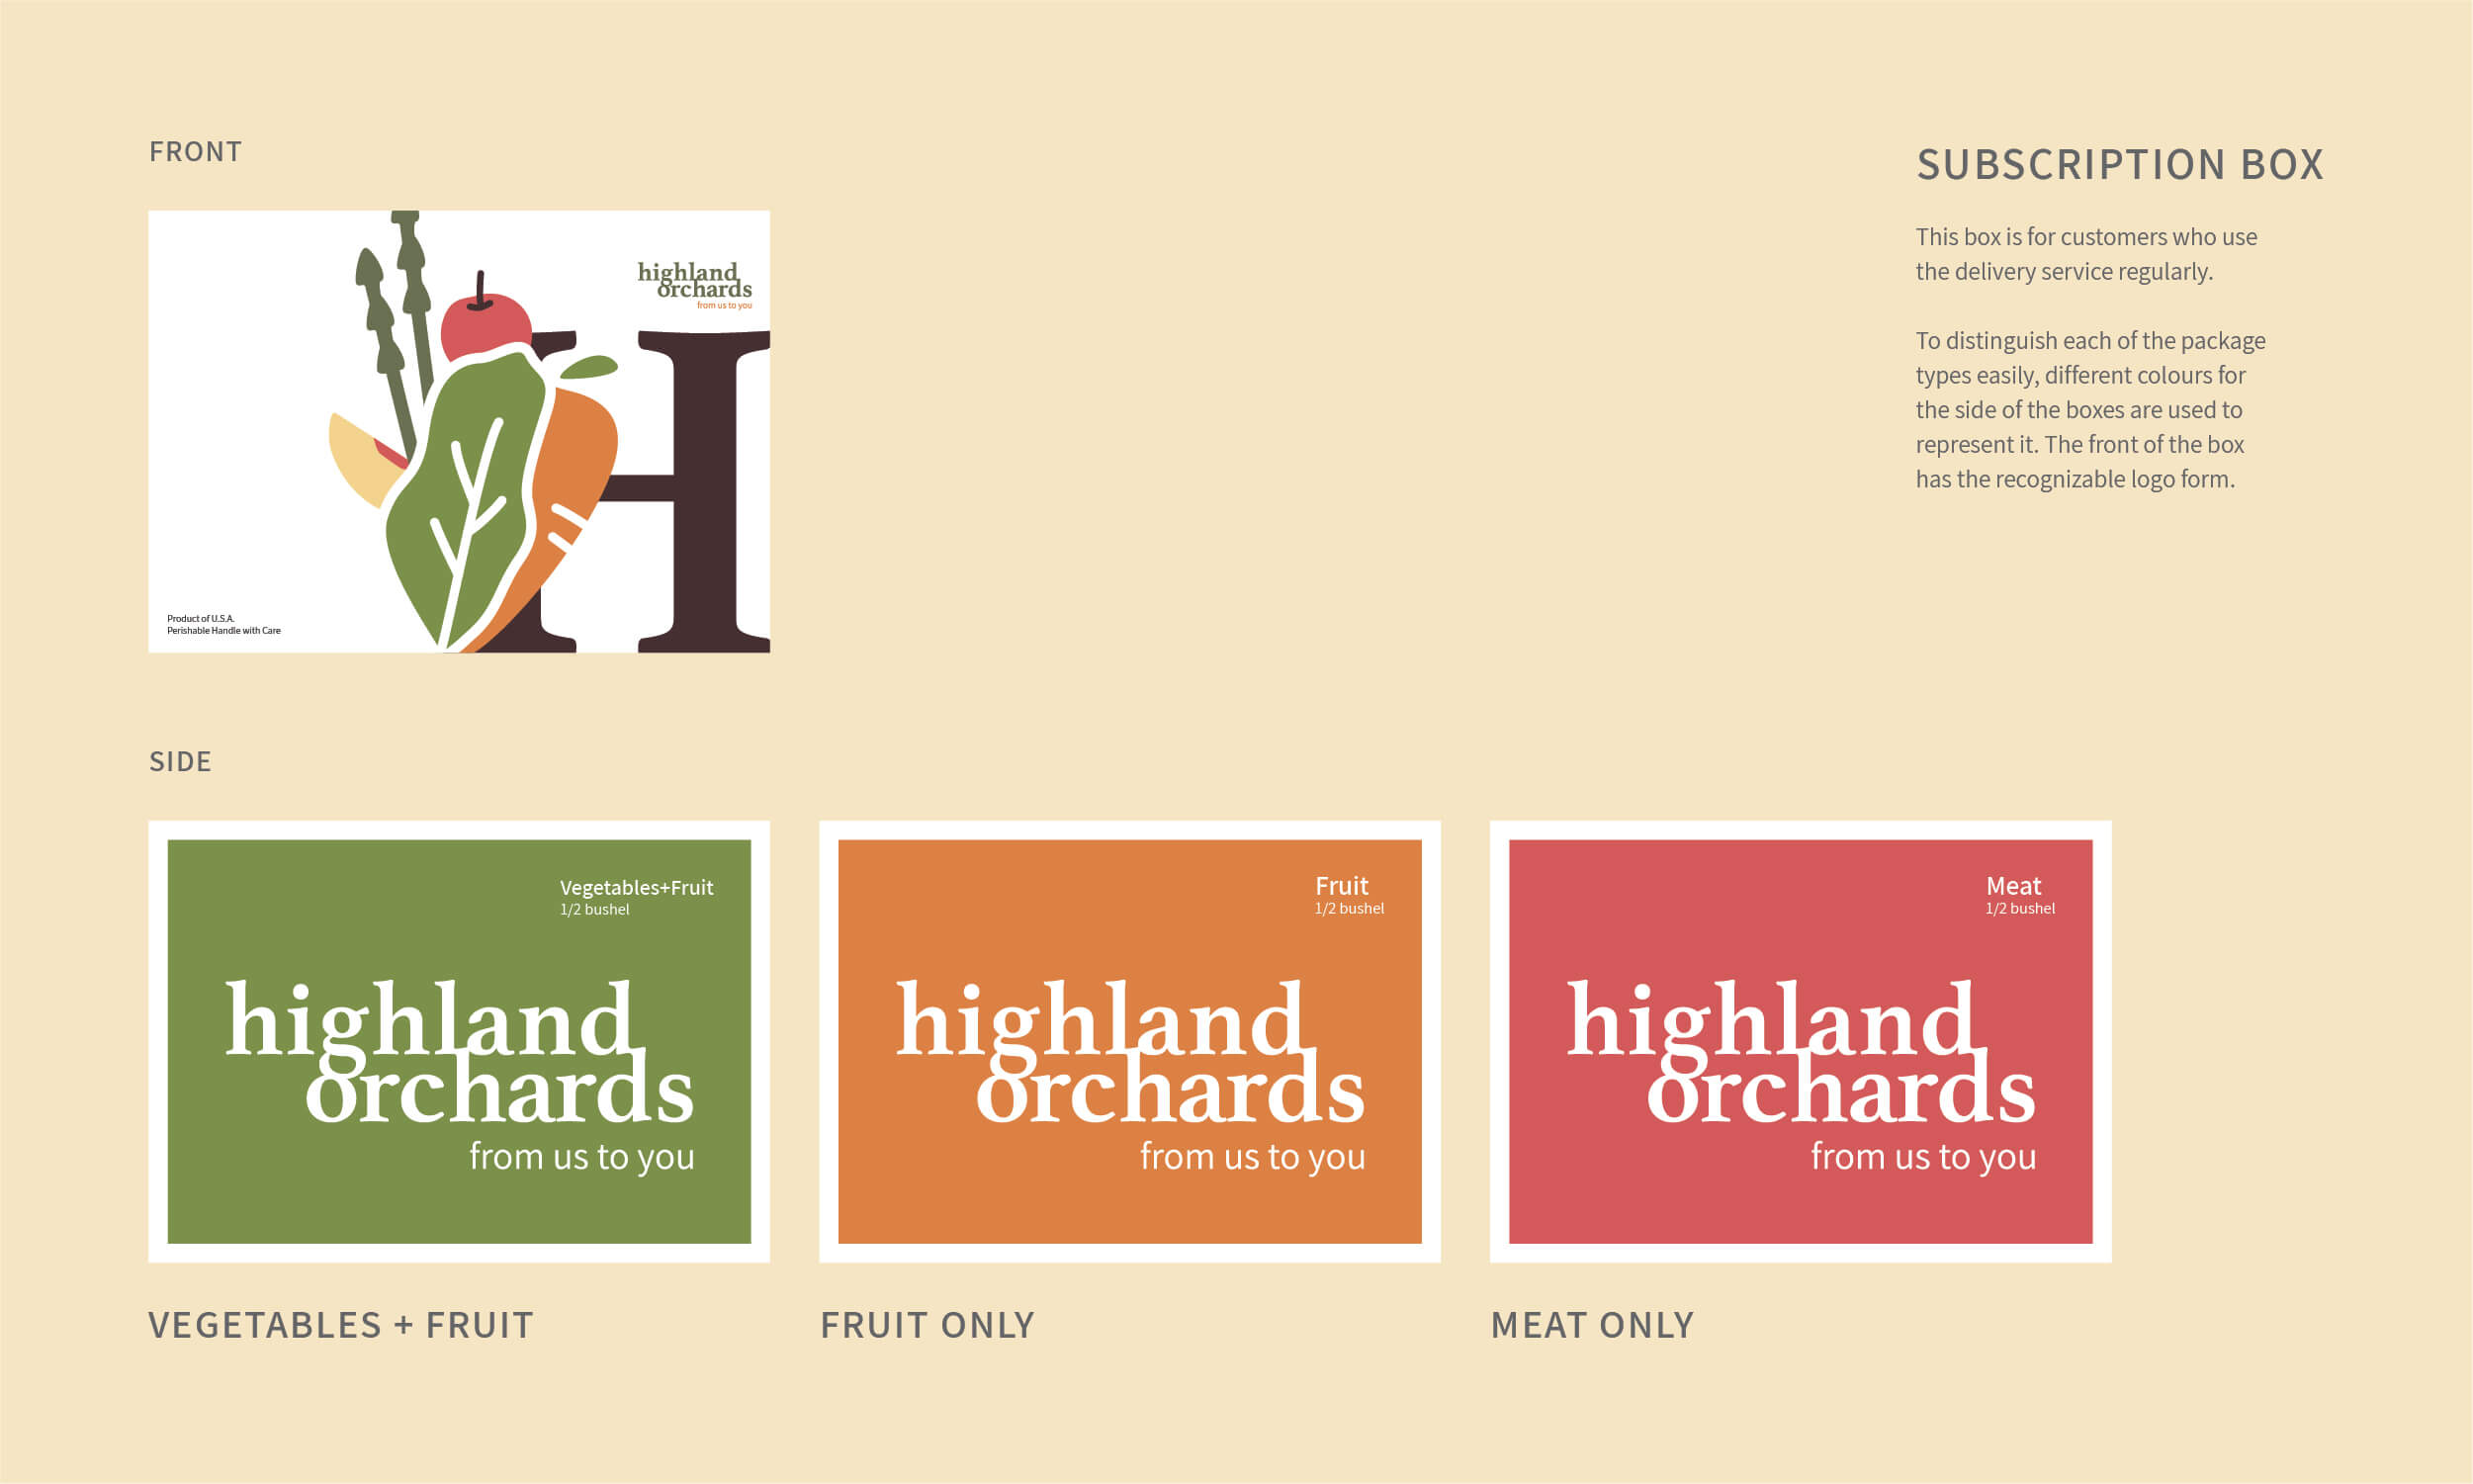 FRONT
highland
orchards
from us to you
H
Product of U.S.A.
Perishable Handle with Care
SUBSCRIPTION BOX
This box is for customers who use
the delivery service regularly.
To distinguish each of the package
types easily, different colours for
the side of the boxes are used to
represent it. The front of the box
has the recognizable logo form.
SIDE
Vegetables+Fruit
1/2 bushel
highland
orchards
from us to you
VEGETABLES + FRUIT
Fruit
1/2 bushel
highland
orchards
from us to you
FRUIT ONLY
Meat
1/2 bushel
highland
orchards
from us to you
MEAT ONLY